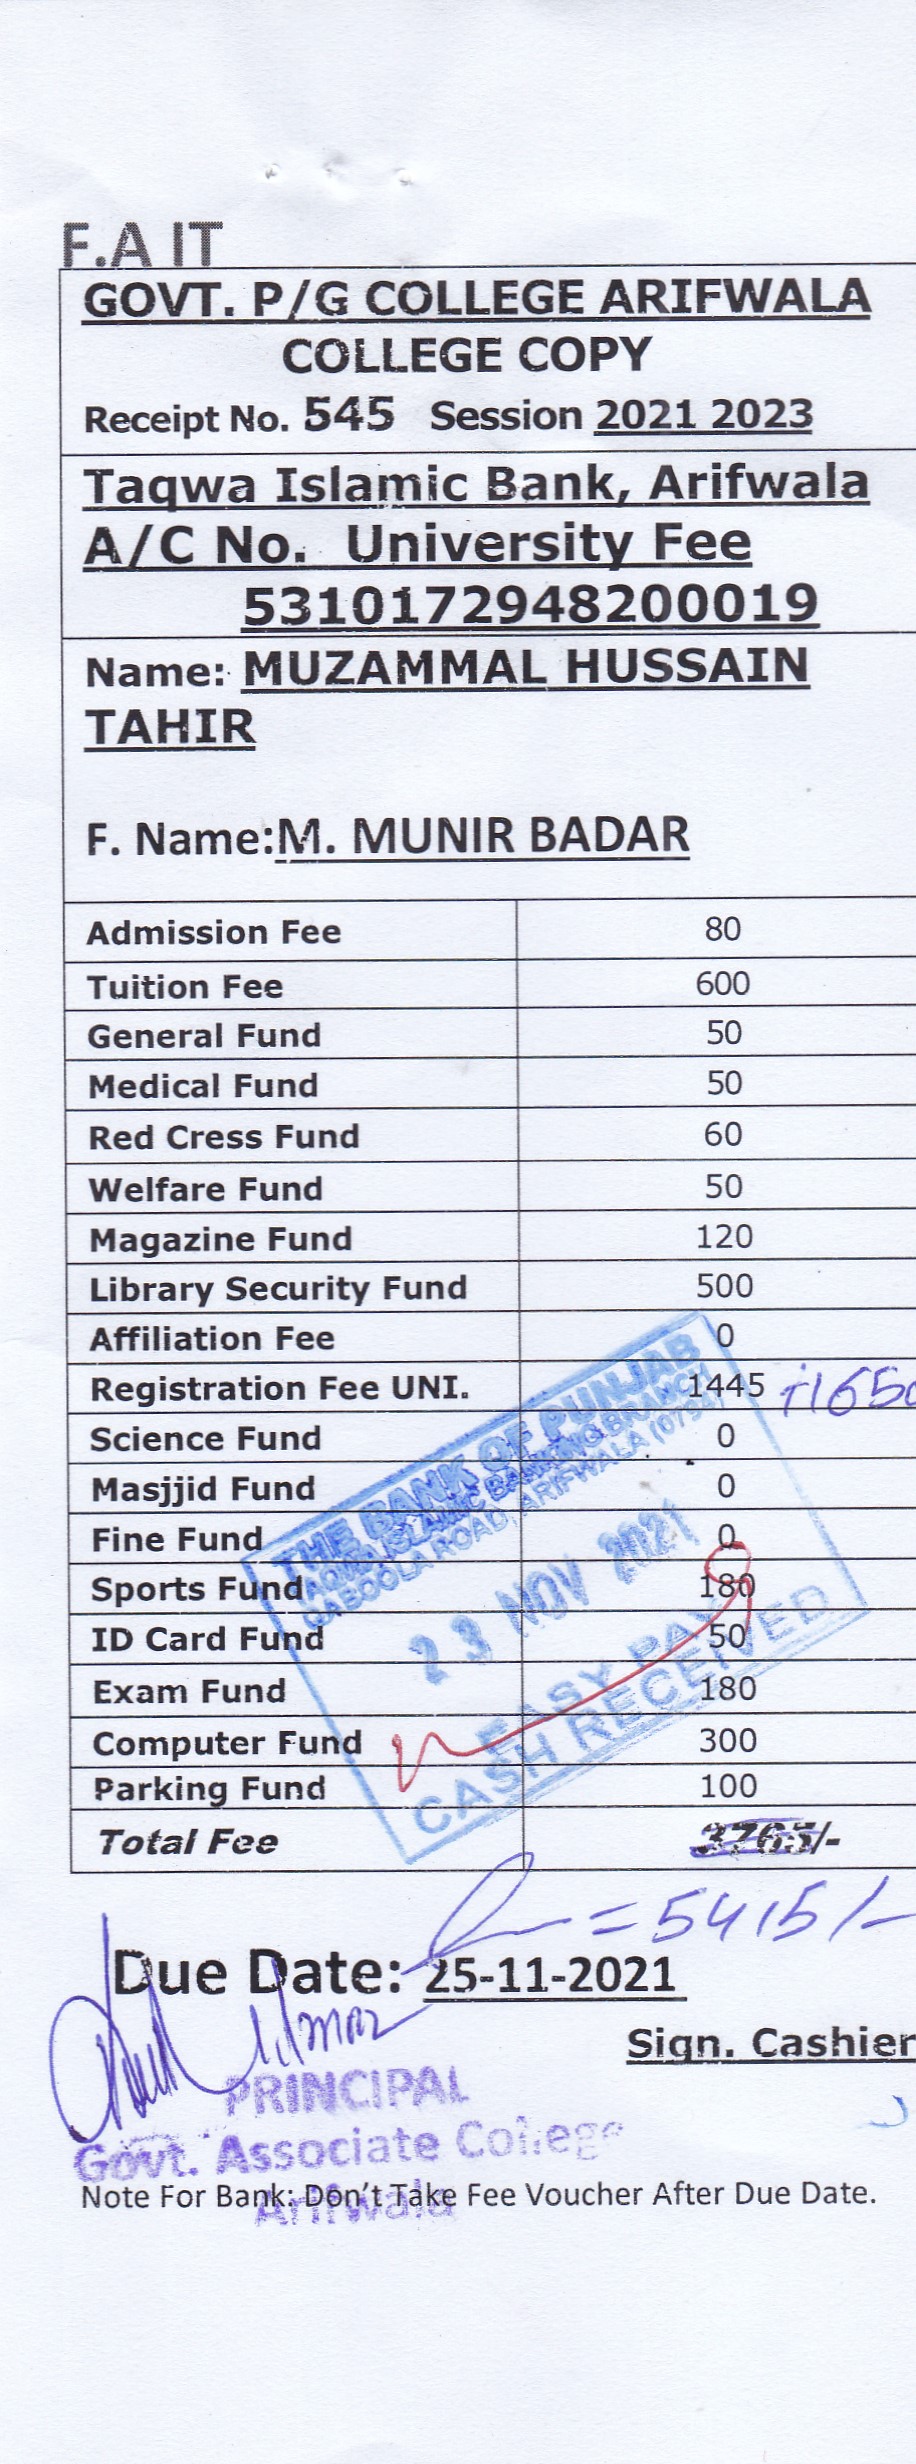 F.A IT
GOVT. P/G COLLEGE ARIFWALA
COLLEGE COPY
Receipt No. 545 Session 2021 2023
Taqwa Islamic Bank, Arifwala
A/C No. University Fee
5310172948200019
Name: MUZAMMAL HUSSAIN
TAHIR
F. Name:M. MUNIR BADAR
Admission Fee 80
Tuition Fee 600
General Fund 50
Medical Fund 50
Red Cress Fund 60
Welfare Fund 50
Magazine Fund 120
Library Security Fund 500
Affiliation Fee 0
Registration Fee UNI. 1445 +1650
Science Fund 0
Masjjid Fund 0
Fine Fund 0
Sports Fund 180
ID Card Fund 50
Exam Fund 180
Computer Fund 300
Parking Fund 100
Total Fee 3765/-
THE BANK OF PUNJAB
TAQWA ISLAMIC BANKING BRANCH
QABOOLA ROAD, ARIFWALA (0794)
23 NOV 2021
EASY PAY
CASH RECEIVED
= 5415/-
Due Date: 25-11-2021
Sign. Cashier
PRINCIPAL
Govt. Associate College
Arifwala
Note For Bank: Don't Take Fee Voucher After Due Date.